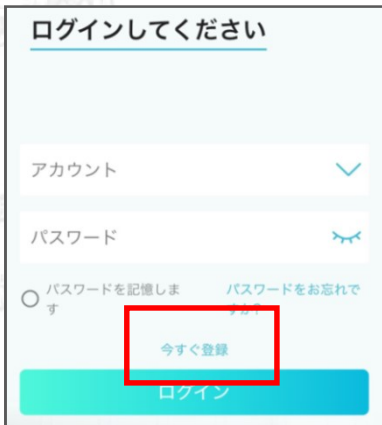 ログインしてください
アカウント
パスワード
パスワードを記憶しま
す
パスワードをお忘れで
すか?
今すぐ登録
ログイン